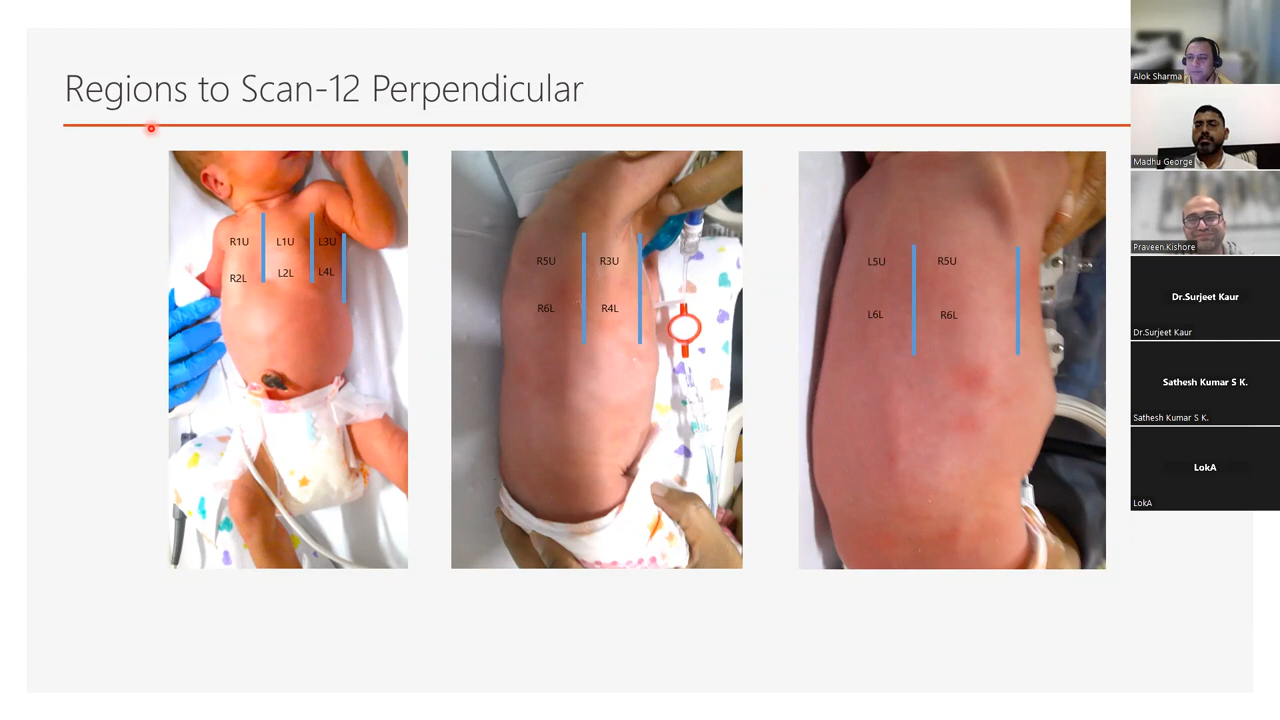 Regions to Scan-12 Perpendicular
R1U L1U L3U
R2L L2L L4L
R5U R3U
R6L R4L
L5U R5U
L6L R6L
Alok Sharma
Madhu George
Praveen.Kishore
Dr.Surjeet Kaur
Dr.Surjeet Kaur
Sathesh Kumar S K.
Sathesh Kumar S K.
LokA
LokA